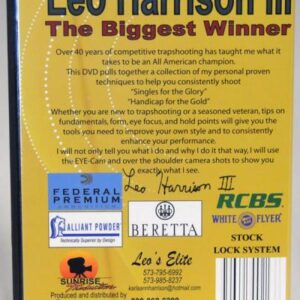 Leo Harrison III
The Biggest Winner
Over 40 years of competitive trapshooting has taught me what it
takes to be an All American champion.
This DVD pulls together a collection of my personal proven
techniques to help you consistently shoot
"Singles for the Glory"
"Handicap for the Gold"
Whether you are new to trapshooting or a seasoned veteran, tips on
fundamentals, form, eye focus, and hold points will give you the
tools you need to improve your own style and to consistently
enhance your performance.
I will not only tell you what I do and why I do it that way, I will
use the EYE-Cam and over the shoulder camera shots to show you
exactly what I see.
Leo Harrison III
FEDERAL
PREMIUM
AMMUNITION
RCBS
ALLIANT POWDER
Technically Superior by Design
BERETTA
WHITE FLYER
STOCK
LOCK SYSTEM
Leo's Elite
573-795-6992
573-985-8237
SUNRISE
Productions
Produced and distributed by